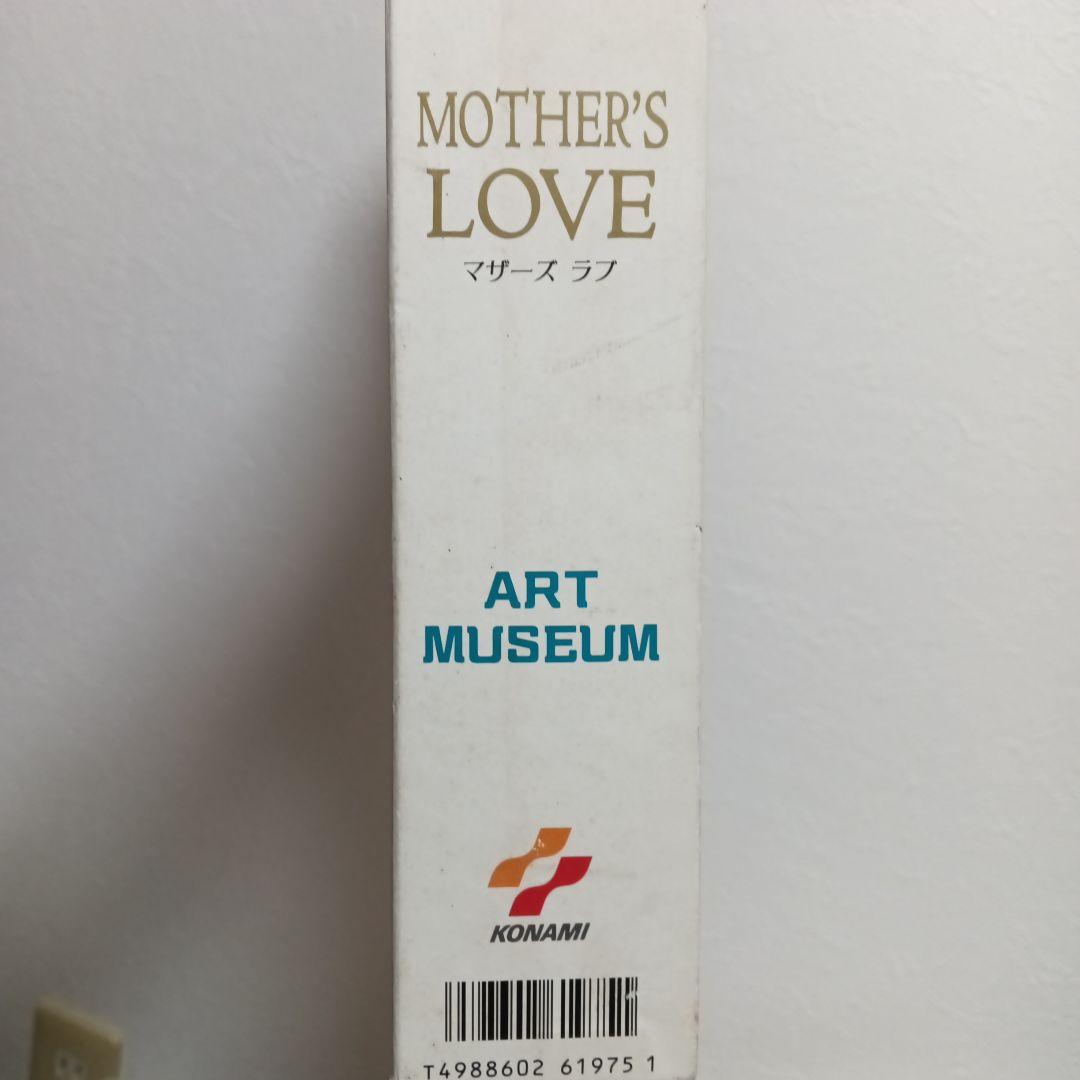 MOTHER'S
LOVE
マザーズ ラブ
ART
MUSEUM
KONAMI
T4988602 61975 1